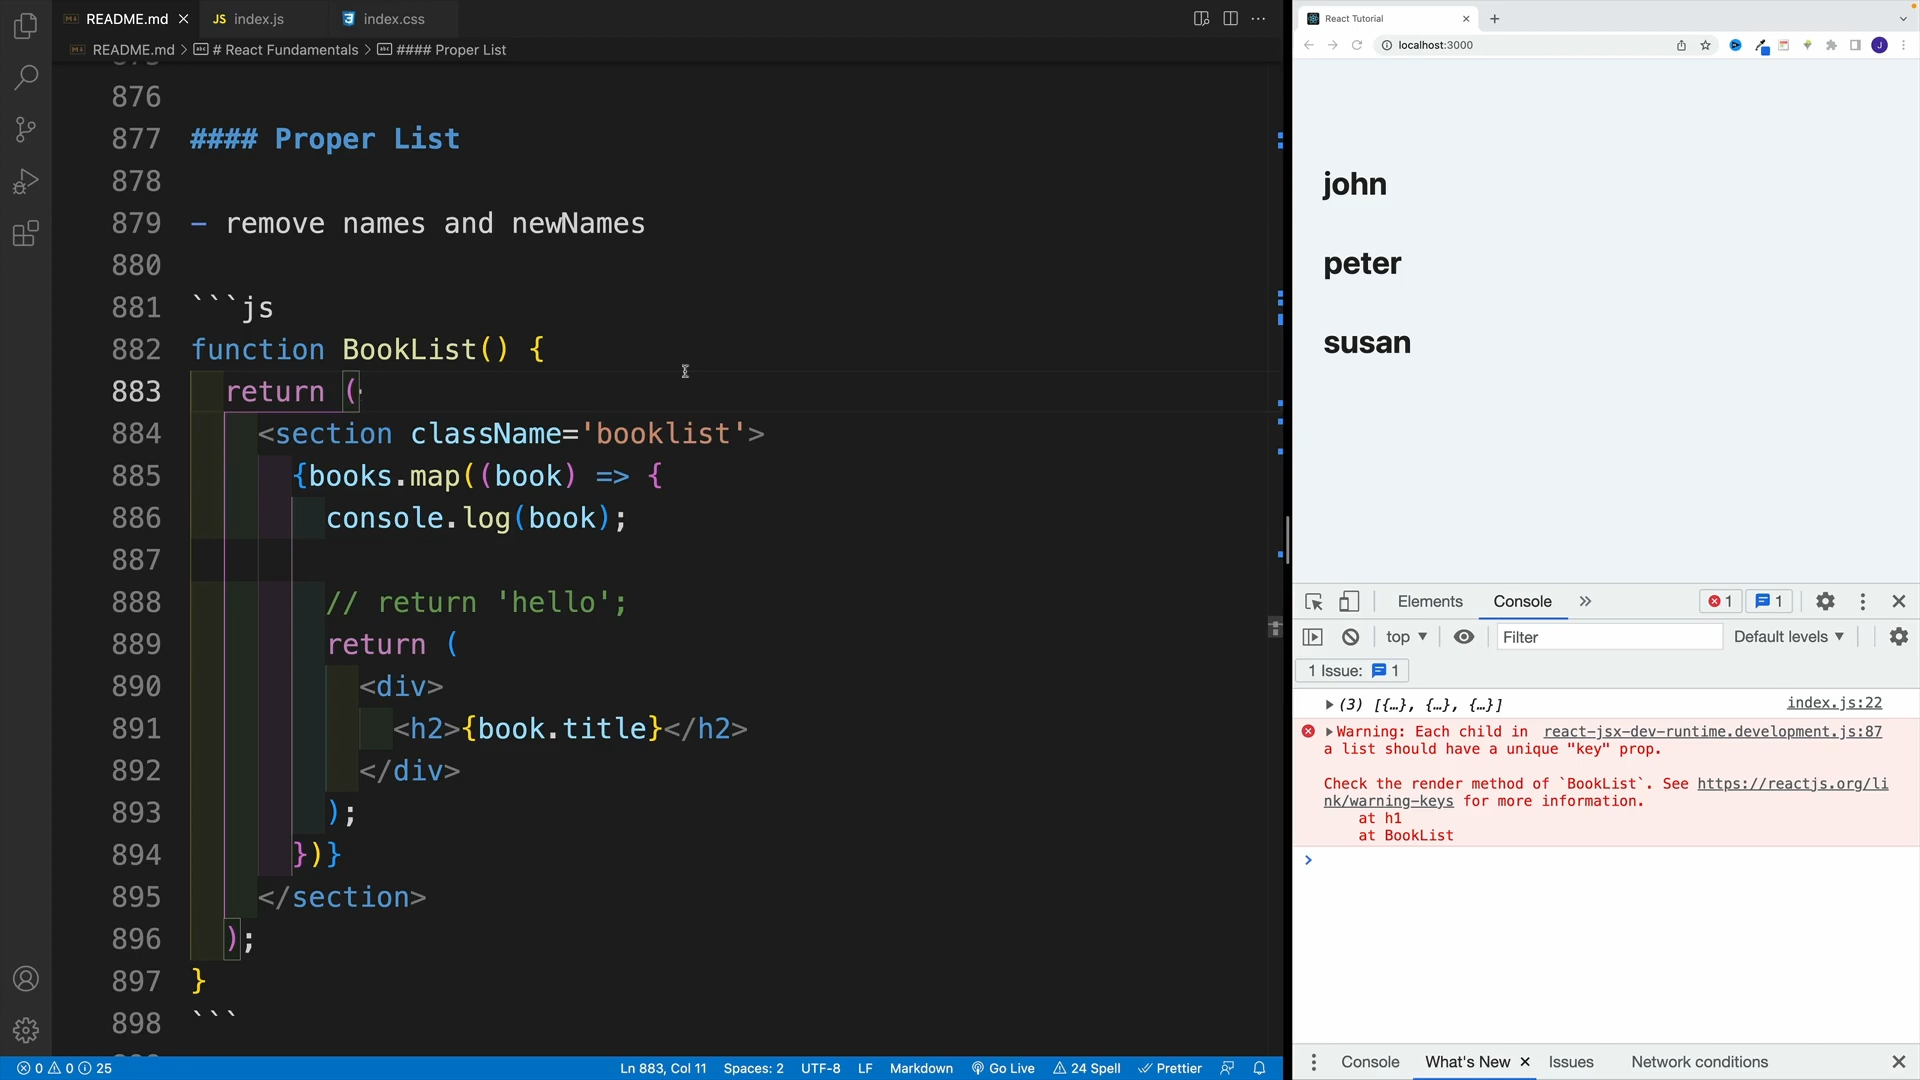 README.md
JS index.js
index.css
README.md > # React Fundamentals > #### Proper List
875
876
877 #### Proper List
878
879 - remove names and newNames
880
881 ```js
882 function BookList() {
883 return (
884 <section className='booklist'>
885 {books.map((book) => {
886 console.log(book);
887
888 // return 'hello';
889 return (
890 <div>
891 <h2>{book.title}</h2>
892 </div>
893 );
894 })}
895 </section>
896 );
897 }
898 ```
0 0 25
Ln 883, Col 11
Spaces: 2
UTF-8
LF
Markdown
Go Live
24 Spell
Prettier
React Tutorial
localhost:3000
J
john
peter
susan
Elements
Console
1
1
top
Filter
Default levels
1 Issue: 1
(3) [{…}, {…}, {…}]
index.js:22
Warning: Each child in react-jsx-dev-runtime.development.js:87
a list should have a unique "key" prop.
Check the render method of `BookList`. See https://reactjs.org/li
nk/warning-keys for more information.
at h1
at BookList
Console
What's New
Issues
Network conditions